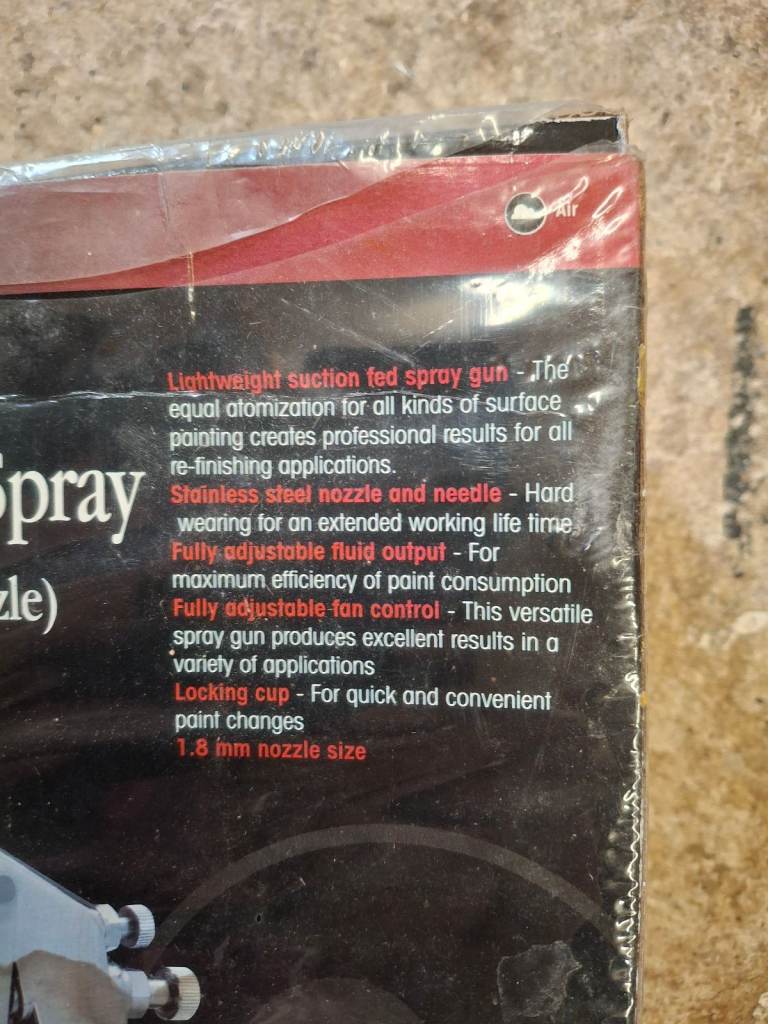 Air
Lightweight suction fed spray gun - The
equal atomization for all kinds of surface
painting creates professional results for all
re-finishing applications.
Stainless steel nozzle and needle - Hard
wearing for an extended working life time
Fully adjustable fluid output - For
maximum efficiency of paint consumption
Fully adjustable fan control - This versatile
spray gun produces excellent results in a
variety of applications
Locking cup - For quick and convenient
paint changes
1.8 mm nozzle size
Spray
zle)